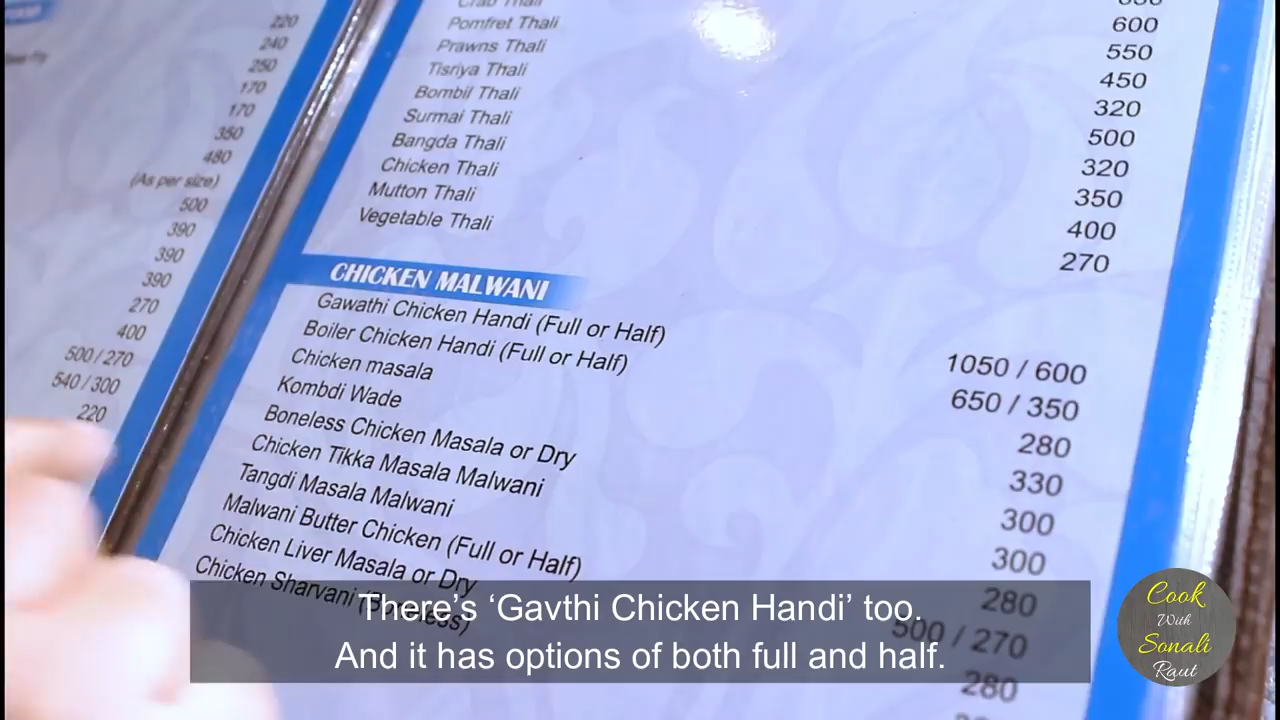 220
240
250
170
170
350
480
(As per size)
500
390
390
390
270
400
500 / 270
540 / 300
220
Crab Thali
Pomfret Thali 600
Prawns Thali 550
Tisriya Thali 450
Bombil Thali 320
Surmai Thali 500
Bangda Thali 320
Chicken Thali 350
Mutton Thali 400
Vegetable Thali 270
CHICKEN MALWANI
Gawathi Chicken Handi (Full or Half) 1050 / 600
Boiler Chicken Handi (Full or Half) 650 / 350
Chicken masala 280
Kombdi Wade 330
Boneless Chicken Masala or Dry 300
Chicken Tikka Masala Malwani 300
Tangdi Masala Malwani 280
Malwani Butter Chicken (Full or Half) 500 / 270
Chicken Liver Masala or Dry 280
Chicken Sharvani (Boneless)
There's ‘Gavthi Chicken Handi’ too.
And it has options of both full and half.
Cook
With
Sonali
Raut